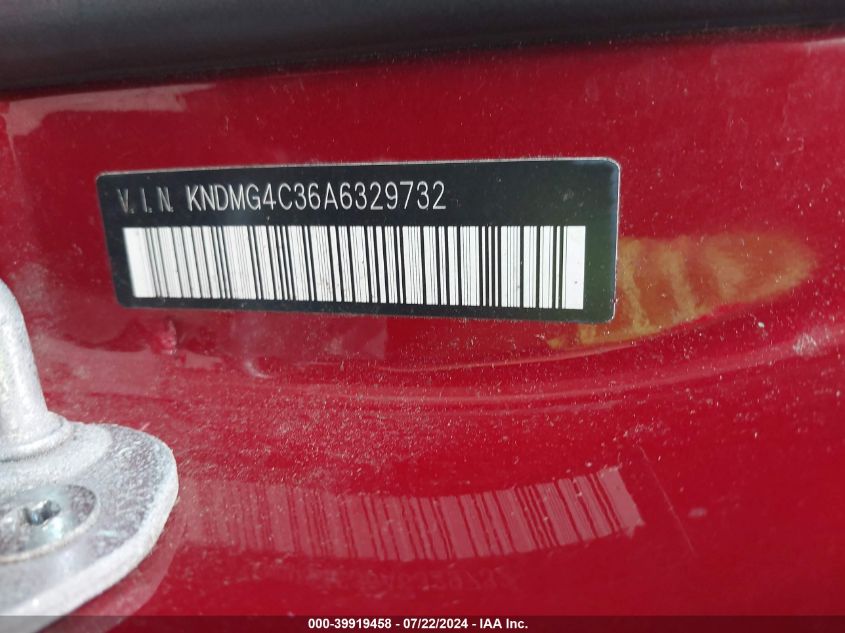 V. I. N. KNDMG4C36A6329732
000-39919458 - 07/22/2024 - IAA Inc.